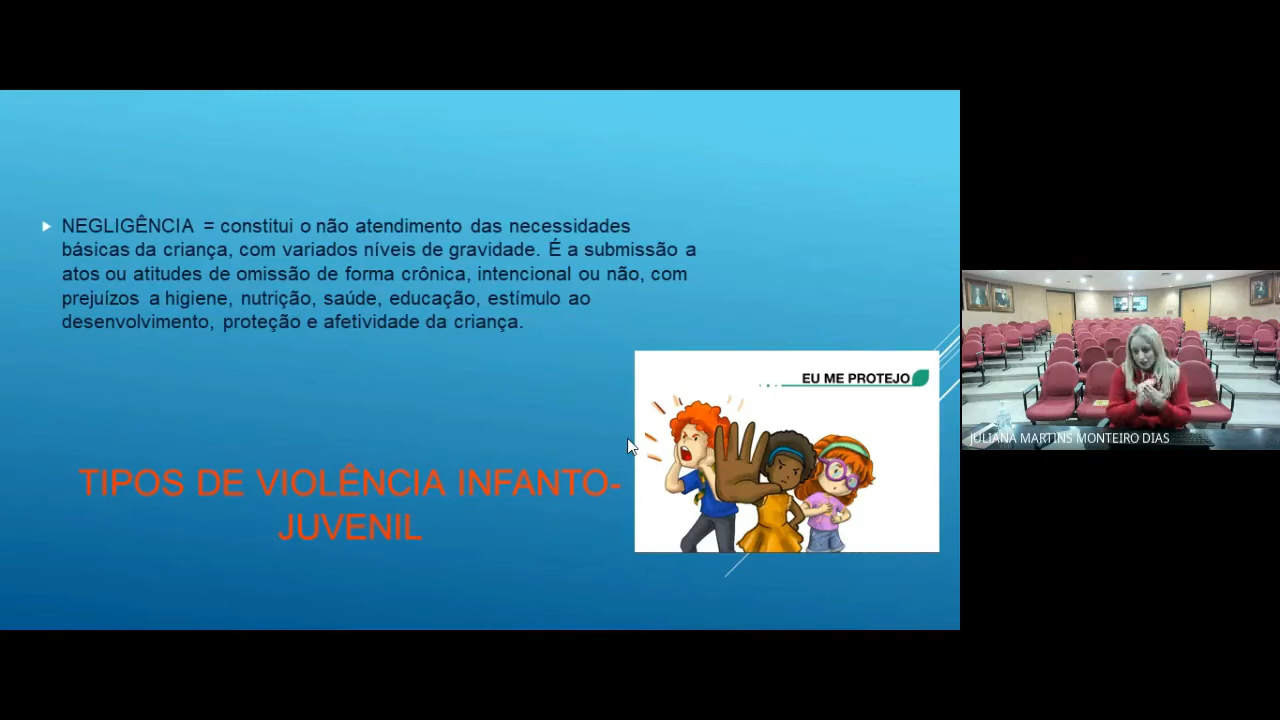 NEGLIGÊNCIA = constitui o não atendimento das necessidades
básicas da criança, com variados níveis de gravidade. É a submissão a
atos ou atitudes de omissão de forma crônica, intencional ou não, com
prejuízos a higiene, nutrição, saúde, educação, estímulo ao
desenvolvimento, proteção e afetividade da criança.
EU ME PROTEJO
TIPOS DE VIOLÊNCIA INFANTO-
JUVENIL
JULIANA MARTINS MONTEIRO DIAS